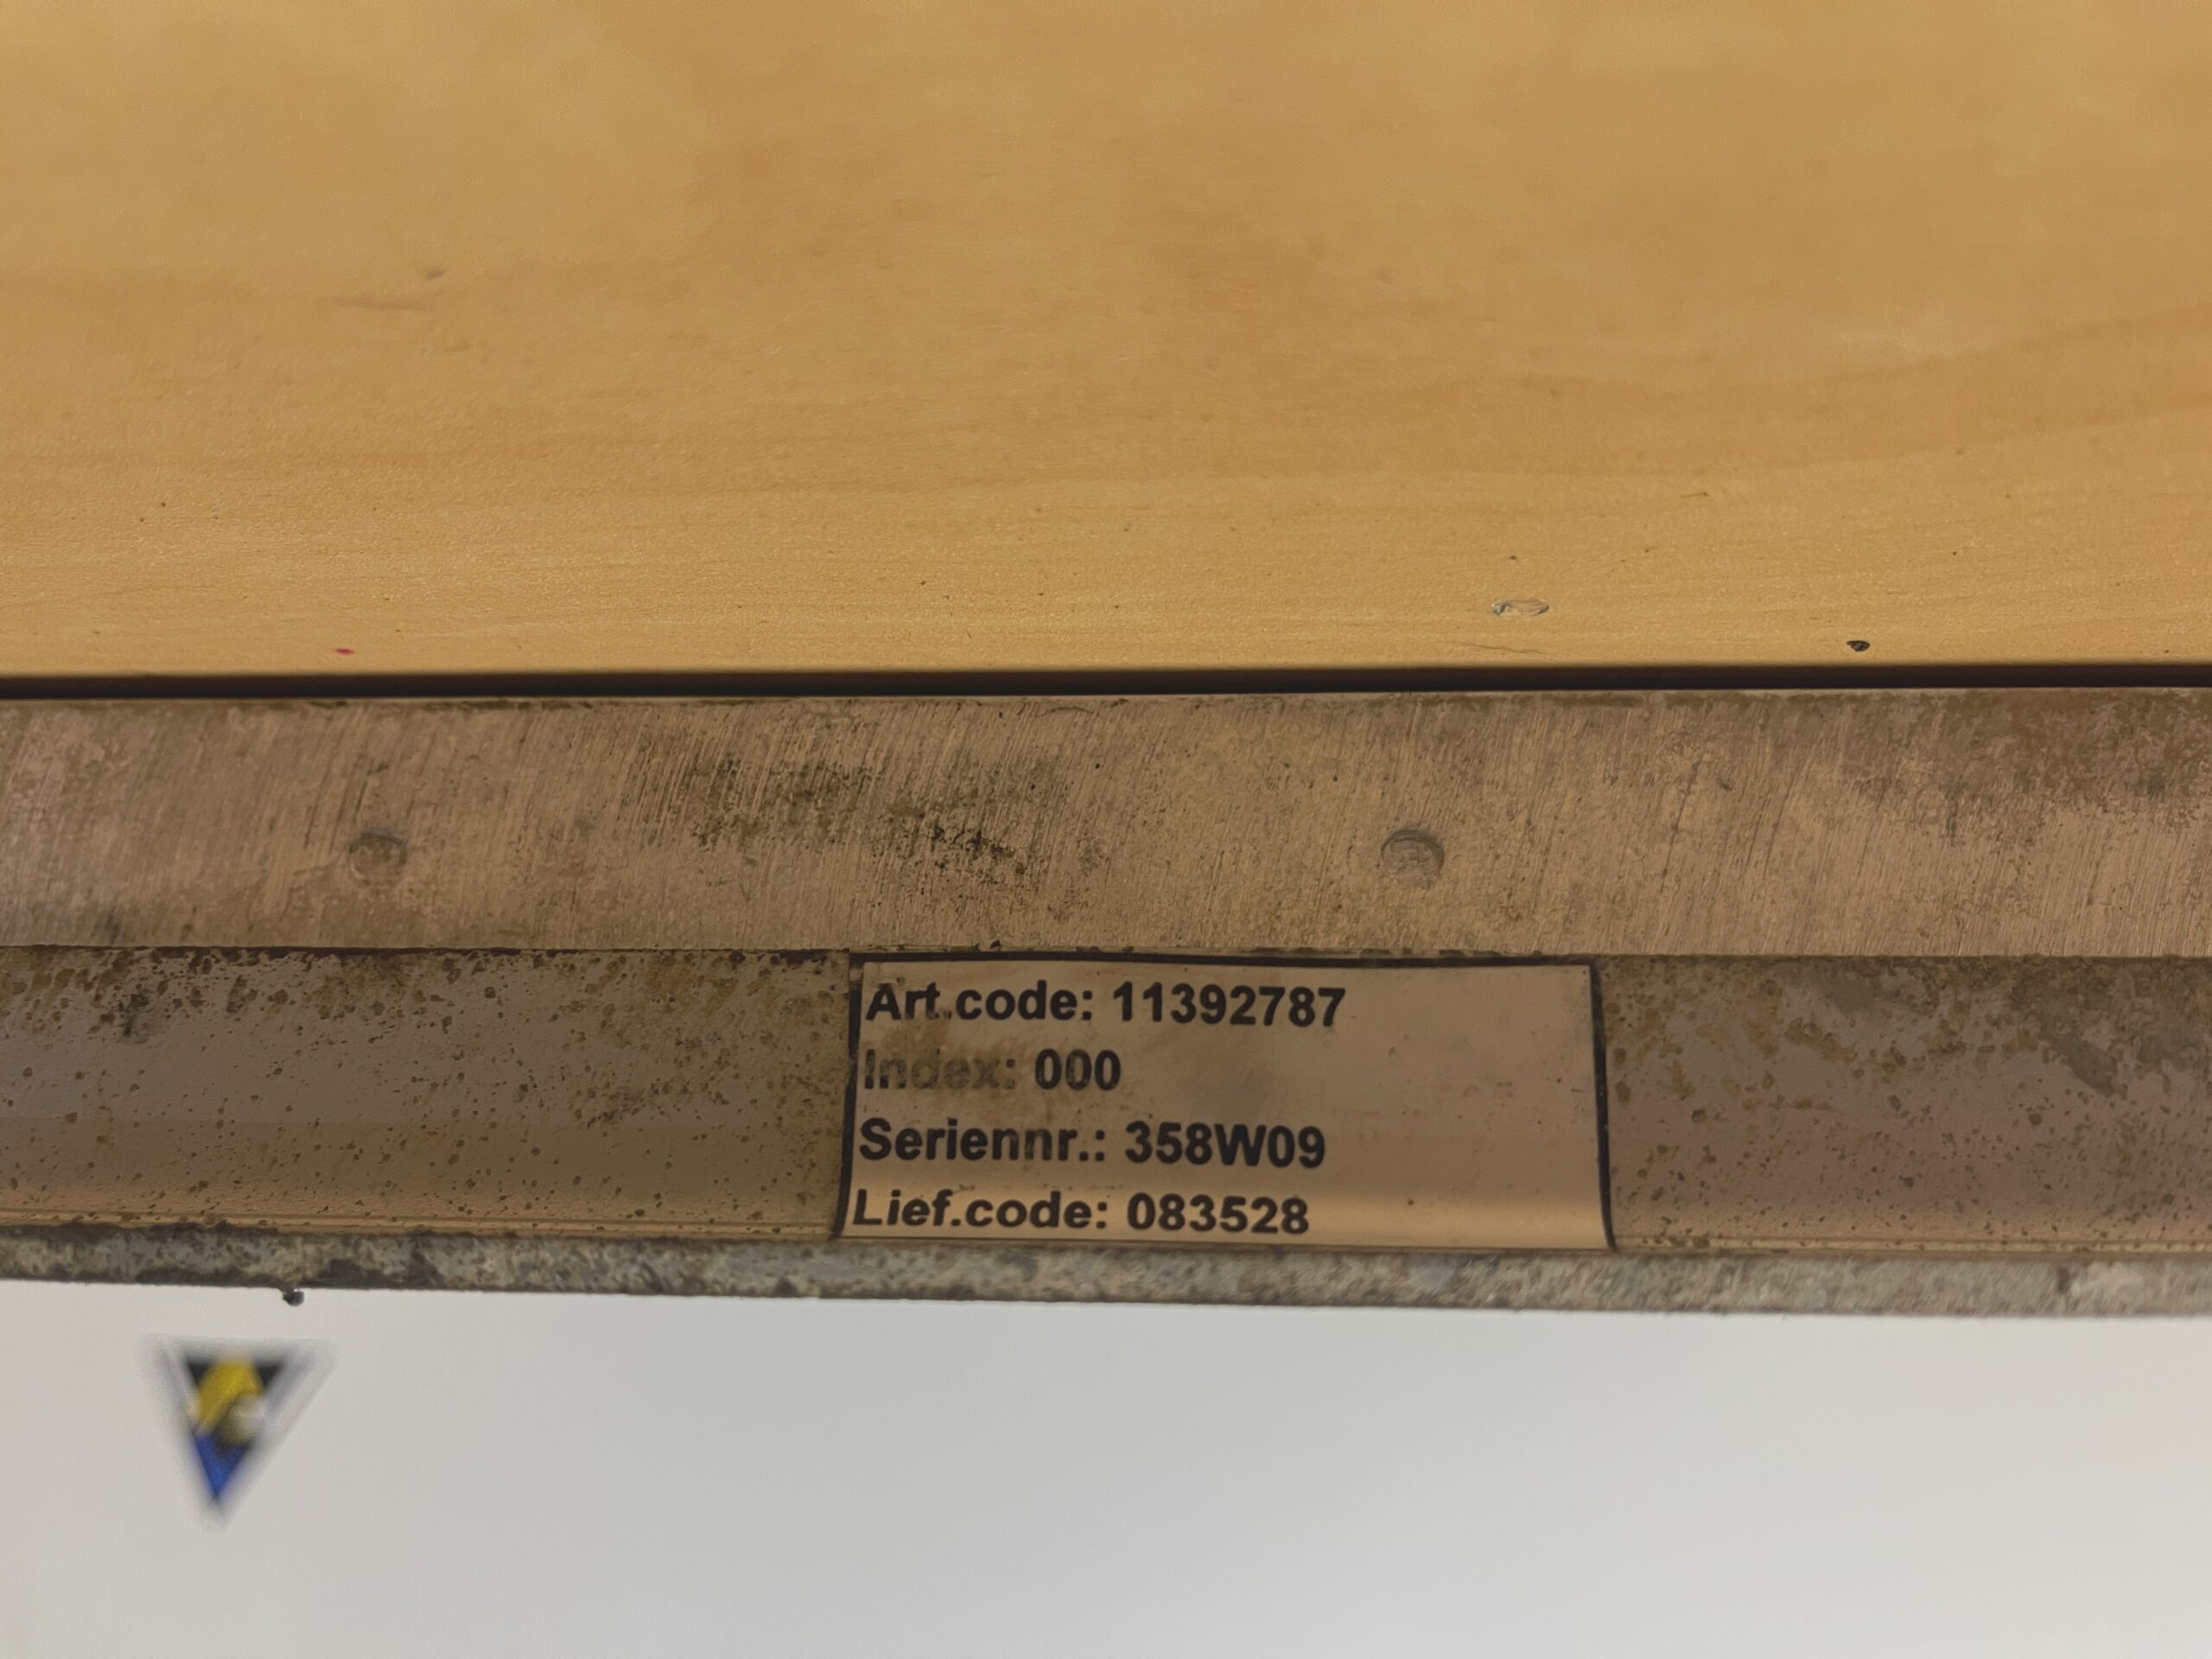 Art.code: 11392787
Index: 000
Seriennr.: 358W09
Lief.code: 083528